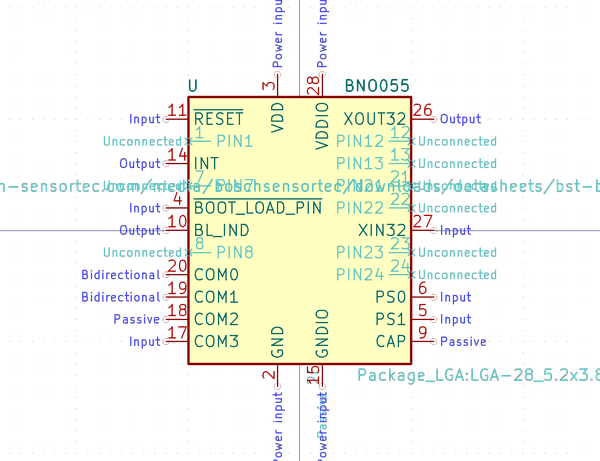 Power input
Power input
U
BNO055
3
28
VDD
VDDIO
Input 11 RESET
XOUT32 26 Output
Unconnected 1 PIN1
PIN12 12 Unconnected
Output 14 INT
PIN13 13 Unconnected
Unconnected 7 PIN7
21 Unconnected
Input 4 BOOT_LOAD_PIN
PIN22 22 Unconnected
Output 10 BL_IND
XIN32 27 Input
Unconnected 8 PIN8
PIN23 23 Unconnected
Bidirectional 20 COM0
PIN24 24 Unconnected
Bidirectional 19 COM1
PS0 6 Input
Passive 18 COM2
PS1 5 Input
Input 17 COM3
CAP 9 Passive
GND
GNDIO
2
15
Package_LGA:LGA-28_5.2x3.8
Power input
Power input